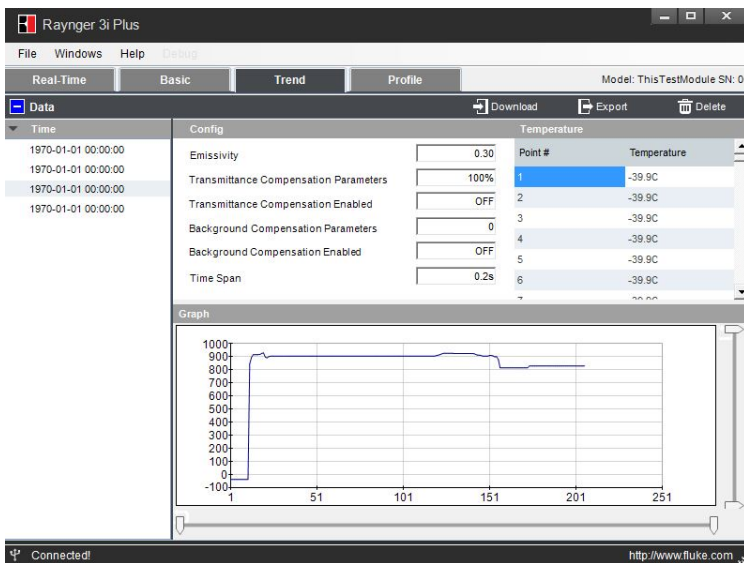 Raynger 3i Plus
File Windows Help Debug
Real-Time Basic Trend Profile Model: ThisTestModule SN: 0
Data Download Export Delete
Time Config Temperature
1970-01-01 00:00:00
1970-01-01 00:00:00
1970-01-01 00:00:00
1970-01-01 00:00:00
Emissivity 0.30
Transmittance Compensation Parameters 100%
Transmittance Compensation Enabled OFF
Background Compensation Parameters 0
Background Compensation Enabled OFF
Time Span 0.2s
Point # Temperature
1 -39.9C
2 -39.9C
3 -39.9C
4 -39.9C
5 -39.9C
6 -39.9C
Graph
1000
900
800
700
600
500
400
300
200
100
0
-100
1 51 101 151 201 251
Connected! http://www.fluke.com